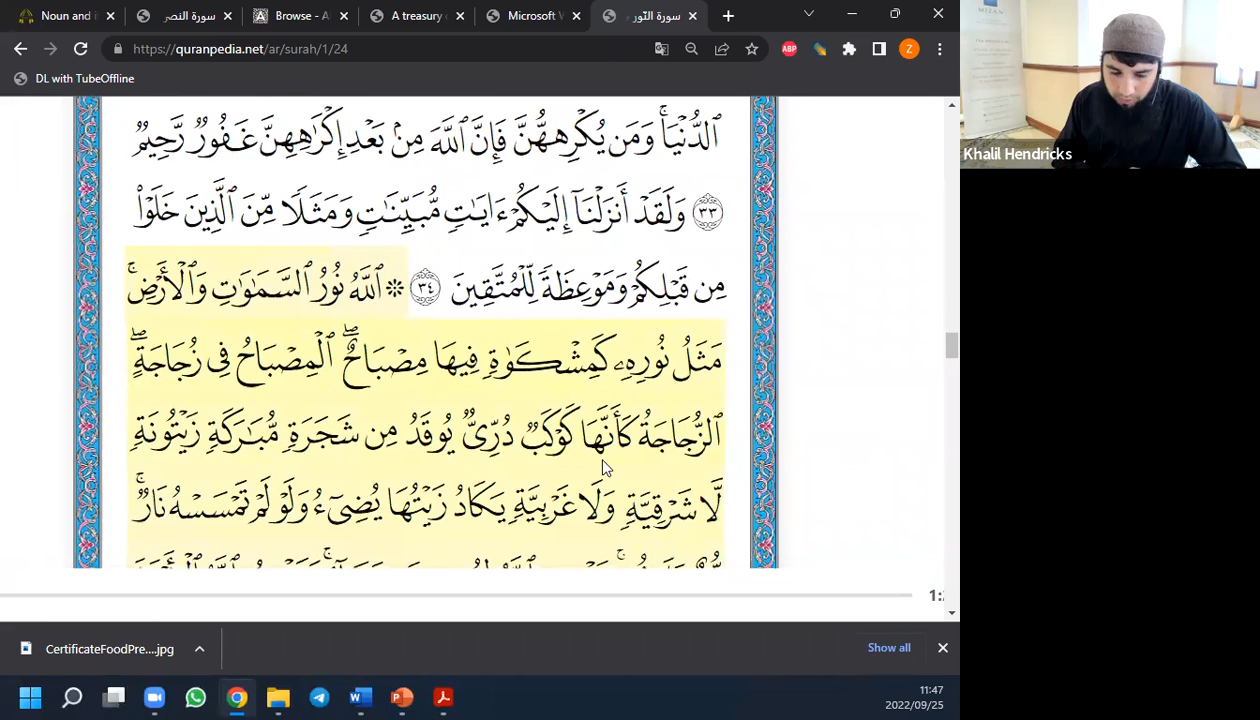 Noun and i
سورة النصر
Browse - A
A treasury o
Microsoft W
سورة النّور
https://quranpedia.net/ar/surah/1/24
ABP
Z
DL with TubeOffline
ٱلدُّنۡيَاۚ وَمَن يُكۡرِههُّنَّ فَإِنَّ ٱللَّهَ مِنۢ بَعۡدِ إِكۡرَٰهِهِنَّ غَفُورٞ رَّحِيمٞ
٣٣ وَلَقَدۡ أَنزَلۡنَآ إِلَيۡكُمۡ ءَايَٰتٖ مُّبَيِّنَٰتٖ وَمَثَلٗا مِّنَ ٱلَّذِينَ خَلَوۡاْ
مِن قَبۡلِكُمۡ وَمَوۡعِظَةٗ لِّلۡمُتَّقِينَ ٣٤ ۞ ٱللَّهُ نُورُ ٱلسَّمَٰوَٰتِ وَٱلۡأَرۡضِۚ
مَثَلُ نُورِهِۦ كَمِشۡكَوٰةٖ فِيهَا مِصۡبَاحٌۖ ٱلۡمِصۡبَاحُ فِي زُجَاجَةٍۖ
ٱلزُّجَاجَةُ كَأَنَّهَا كَوۡكَبٞ دُرِّيّٞ يُوقَدُ مِن شَجَرَةٖ مُّبَٰرَكَةٖ زَيۡتُونَةٖ
لَّا شَرۡقِيَّةٖ وَلَا غَرۡبِيَّةٖ يَكَادُ زَيۡتُهَا يُضِيٓءُ وَلَوۡ لَمۡ تَمۡسَسۡهُ نَارٞۚ
1:
CertificateFoodPre....jpg
Show all
11:47
2022/09/25
Khalil Hendricks
MIZAN